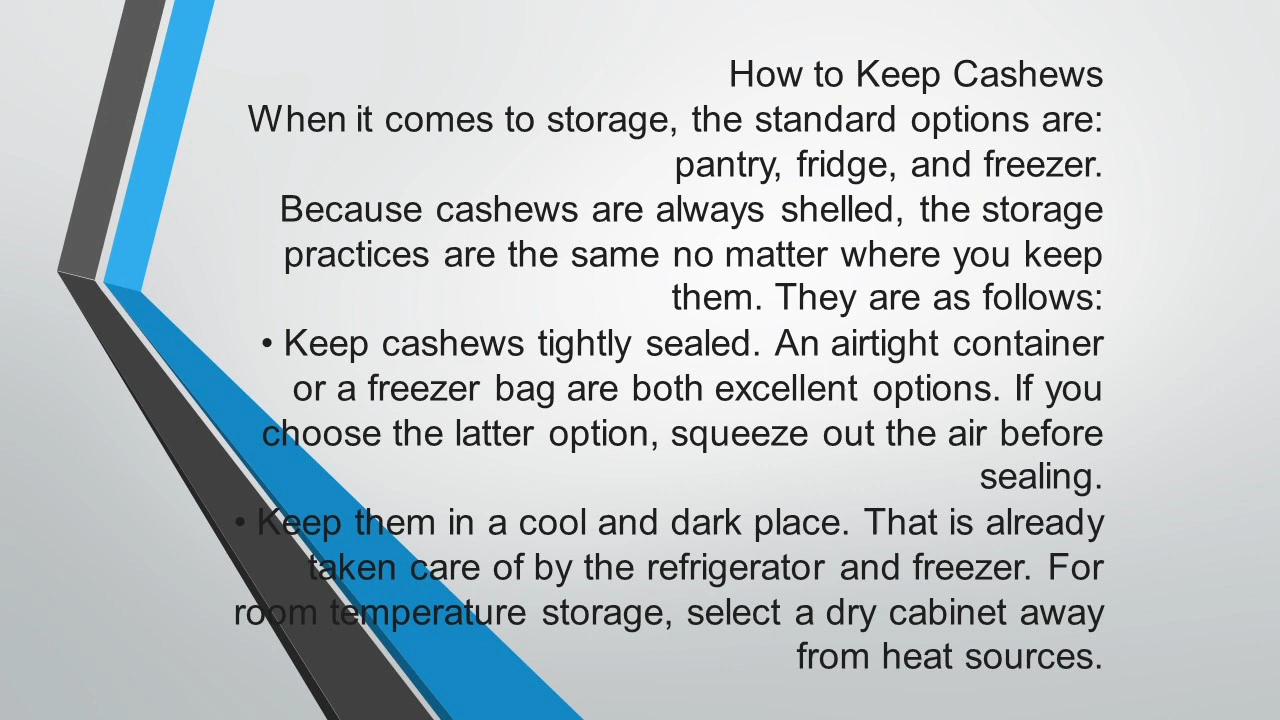 How to Keep Cashews
When it comes to storage, the standard options are:
pantry, fridge, and freezer.
Because cashews are always shelled, the storage
practices are the same no matter where you keep
them. They are as follows:
• Keep cashews tightly sealed. An airtight container
or a freezer bag are both excellent options. If you
choose the latter option, squeeze out the air before
sealing.
• Keep them in a cool and dark place. That is already
taken care of by the refrigerator and freezer. For
room temperature storage, select a dry cabinet away
from heat sources.